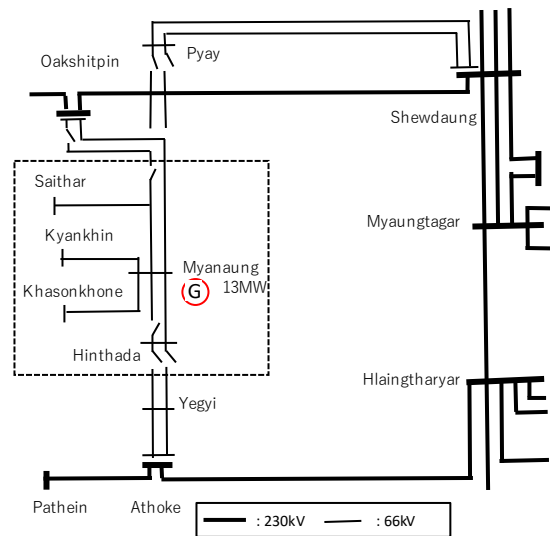 Oakshitpin
Pyay
Shewdaung
Saithar
Myaungtagar
Kyankhin
Myanaung
Khasonkhone
G
13MW
Hinthada
Hlaingtharyar
Yegyi
Pathein
Athoke
: 230kV
: 66kV